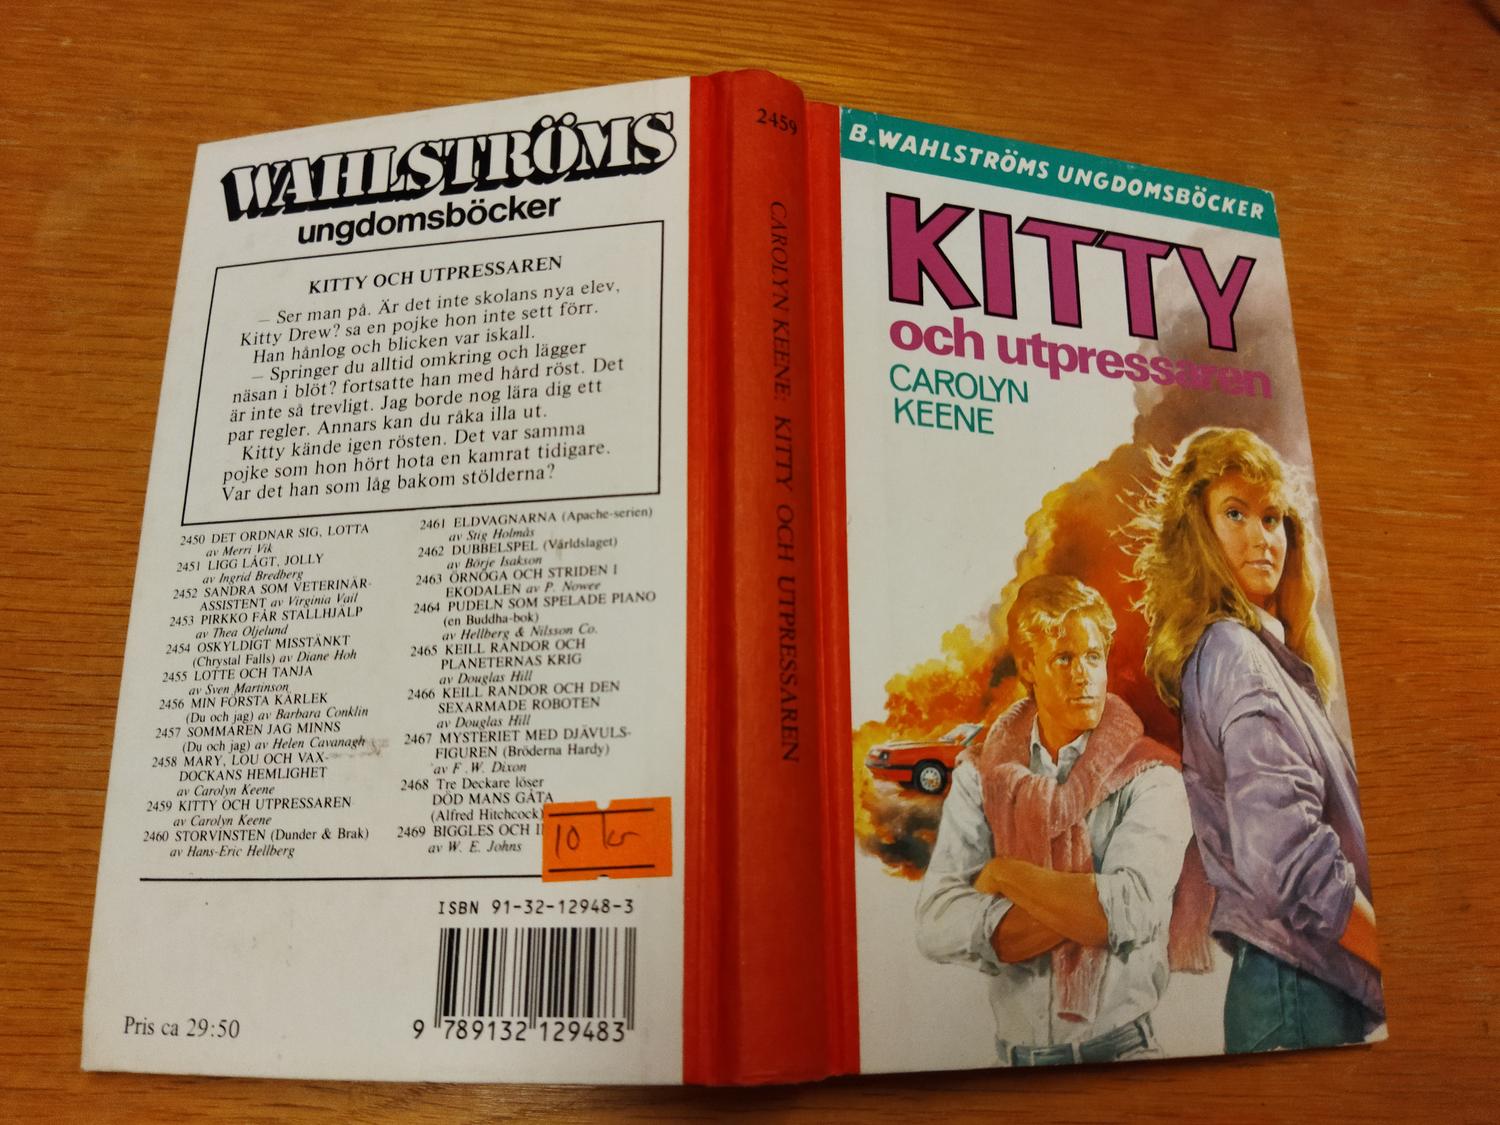 WAHLSTRÖMS
ungdomsböcker
KITTY OCH UTPRESSAREN
– Ser man på. Är det inte skolans nya elev,
Kitty Drew? sa en pojke hon inte sett förr.
Han hånlog och blicken var iskall.
– Springer du alltid omkring och lägger
näsan i blöt? fortsatte han med hård röst. Det
är inte så trevligt. Jag borde nog lära dig ett
par regler. Annars kan du råka illa ut.
Kitty kände igen rösten. Det var samma
pojke som hon hört hota en kamrat tidigare.
Var det han som låg bakom stölderna?
2450 DET ORDNAR SIG, LOTTA
av Merri Vik
2451 LIGG LÅGT, JOLLY
av Ingrid Bredberg
2452 SANDRA SOM VETERINÄR-
ASSISTENT av Virginia Vail
2453 PIRKKO FÅR STALLHJÄLP
av Thea Oljelund
2454 OSKYLDIGT MISSTÄNKT
(Chrystal Falls) av Diane Hoh
2455 LOTTE OCH TANJA
av Sven Martinson
2456 MIN FÖRSTA KÄRLEK
(Du och jag) av Barbara Conklin
2457 SOMMAREN JAG MINNS
(Du och jag) av Helen Cavanagh
2458 MARY, LOU OCH VAX-
DOCKANS HEMLIGHET
av Carolyn Keene
2459 KITTY OCH UTPRESSAREN
av Carolyn Keene
2460 STORVINSTEN (Dunder & Brak)
av Hans-Eric Hellberg
2461 ELDVAGNARNA (Apache-serien)
av Stig Holmås
2462 DUBBELSPEL (Världslaget)
av Börje Isakson
2463 ÖRNÖGA OCH STRIDEN I
EKODALEN av P. Nowee
2464 PUDELN SOM SPELADE PIANO
(en Buddha-bok)
av Hellberg & Nilsson Co.
2465 KEILL RANDOR OCH
PLANETERNAS KRIG
av Douglas Hill
2466 KEILL RANDOR OCH DEN
SEXARMADE ROBOTEN
av Douglas Hill
2467 MYSTERIET MED DJÄVULS-
FIGUREN (Bröderna Hardy)
av F. W. Dixon
2468 Tre Deckare löser
DÖD MANS GÅTA
(Alfred Hitchcock)
2469 BIGGLES OCH
av W. E. Johns
10 kr
ISBN 91-32-12948-3
9 789132 129483
Pris ca 29:50
2459
CAROLYN KEENE: KITTY OCH UTPRESSAREN
B. WAHLSTRÖMS UNGDOMSBÖCKER
KITTY
och utpressaren
CAROLYN
KEENE